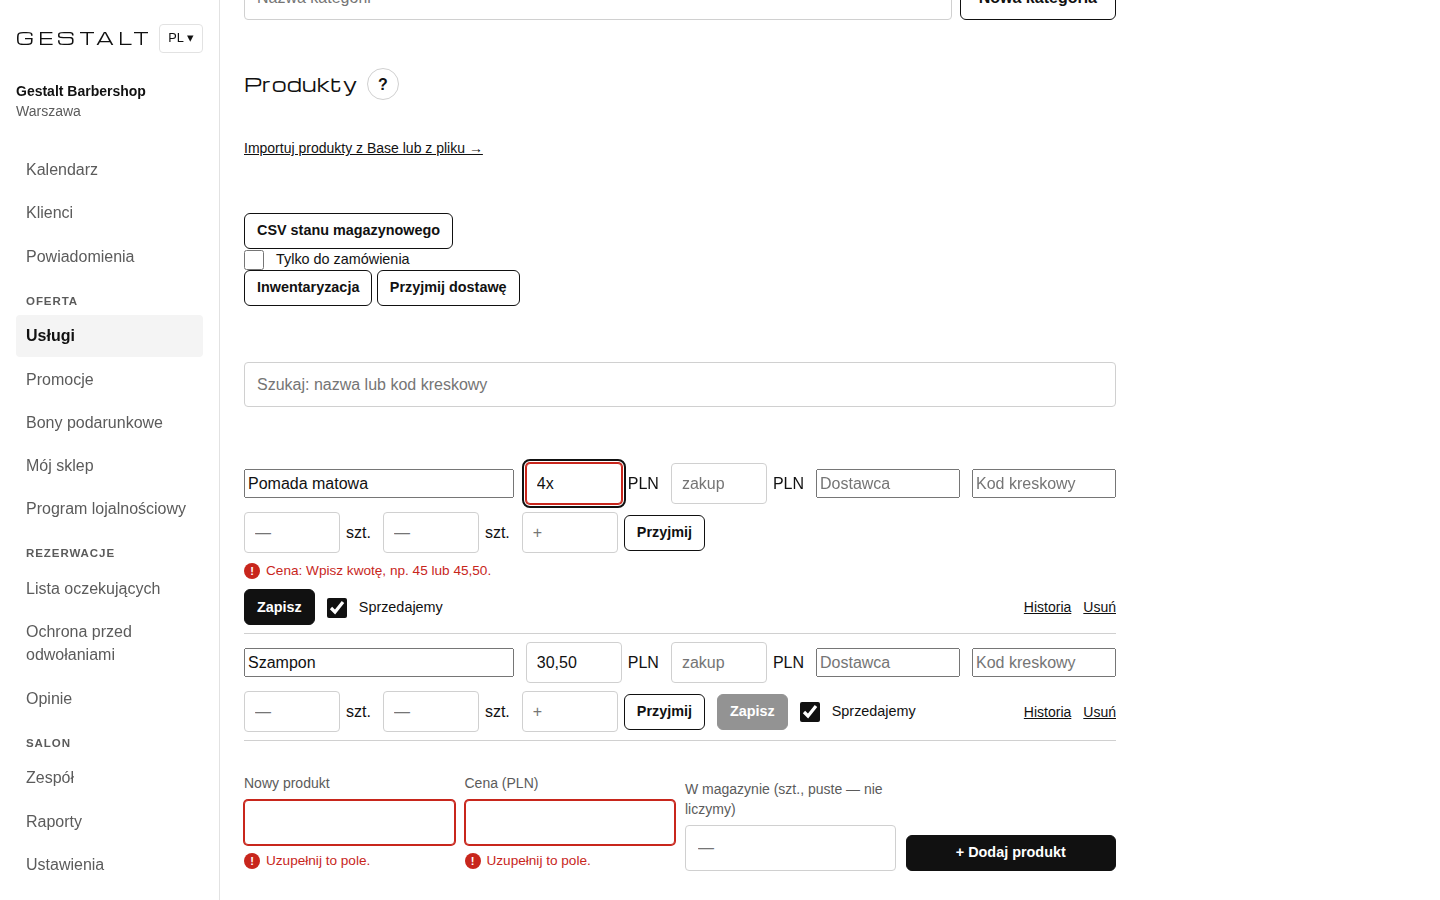 GESTALT PL ▾
Gestalt Barbershop
Warszawa
Kalendarz
Klienci
Powiadomienia
OFERTA
Usługi
Promocje
Bony podarunkowe
Mój sklep
Program lojalnościowy
REZERWACJE
Lista oczekujących
Ochrona przed
odwołaniami
Opinie
SALON
Zespół
Raporty
Ustawienia
Produkty ?
Importuj produkty z Base lub z pliku →
CSV stanu magazynowego
Tylko do zamówienia
Inwentaryzacja Przyjmij dostawę
Szukaj: nazwa lub kod kreskowy
Pomada matowa 4x PLN zakup PLN Dostawca Kod kreskowy
— szt. — szt. + Przyjmij
! Cena: Wpisz kwotę, np. 45 lub 45,50.
Zapisz Sprzedajemy Historia Usuń
Szampon 30,50 PLN zakup PLN Dostawca Kod kreskowy
— szt. — szt. + Przyjmij Zapisz Sprzedajemy Historia Usuń
Nowy produkt Cena (PLN) W magazynie (szt., puste — nie
liczymy)
— + Dodaj produkt
! Uzupełnij to pole. ! Uzupełnij to pole.